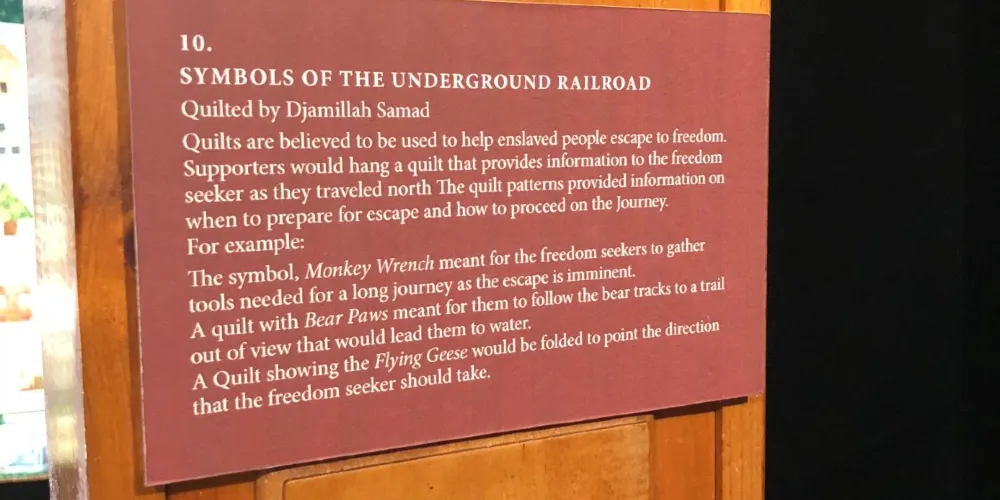 10.
SYMBOLS OF THE UNDERGROUND RAILROAD
Quilted by Djamillah Samad
Quilts are believed to be used to help enslaved people escape to freedom.
Supporters would hang a quilt that provides information to the freedom
seeker as they traveled north The quilt patterns provided information on
when to prepare for escape and how to proceed on the Journey.
For example:
The symbol, Monkey Wrench meant for the freedom seekers to gather
tools needed for a long journey as the escape is imminent.
A quilt with Bear Paws meant for them to follow the bear tracks to a trail
out of view that would lead them to water.
A Quilt showing the Flying Geese would be folded to point the direction
that the freedom seeker should take.